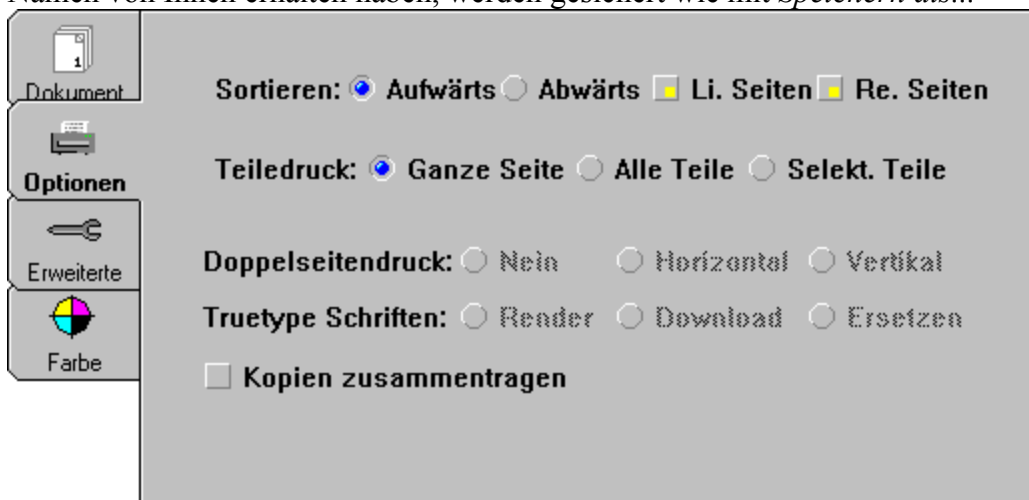 Namen von Ihnen erhalten haben, werden gesichert wie mit Speichern als...
1
Dokument
Optionen
Erweiterte
Farbe
Sortieren: Aufwärts Abwärts Li. Seiten Re. Seiten
Teiledruck: Ganze Seite Alle Teile Selekt. Teile
Doppelseitendruck: Nein Horizontal Vertikal
Truetype Schriften: Render Download Ersetzen
Kopien zusammentragen